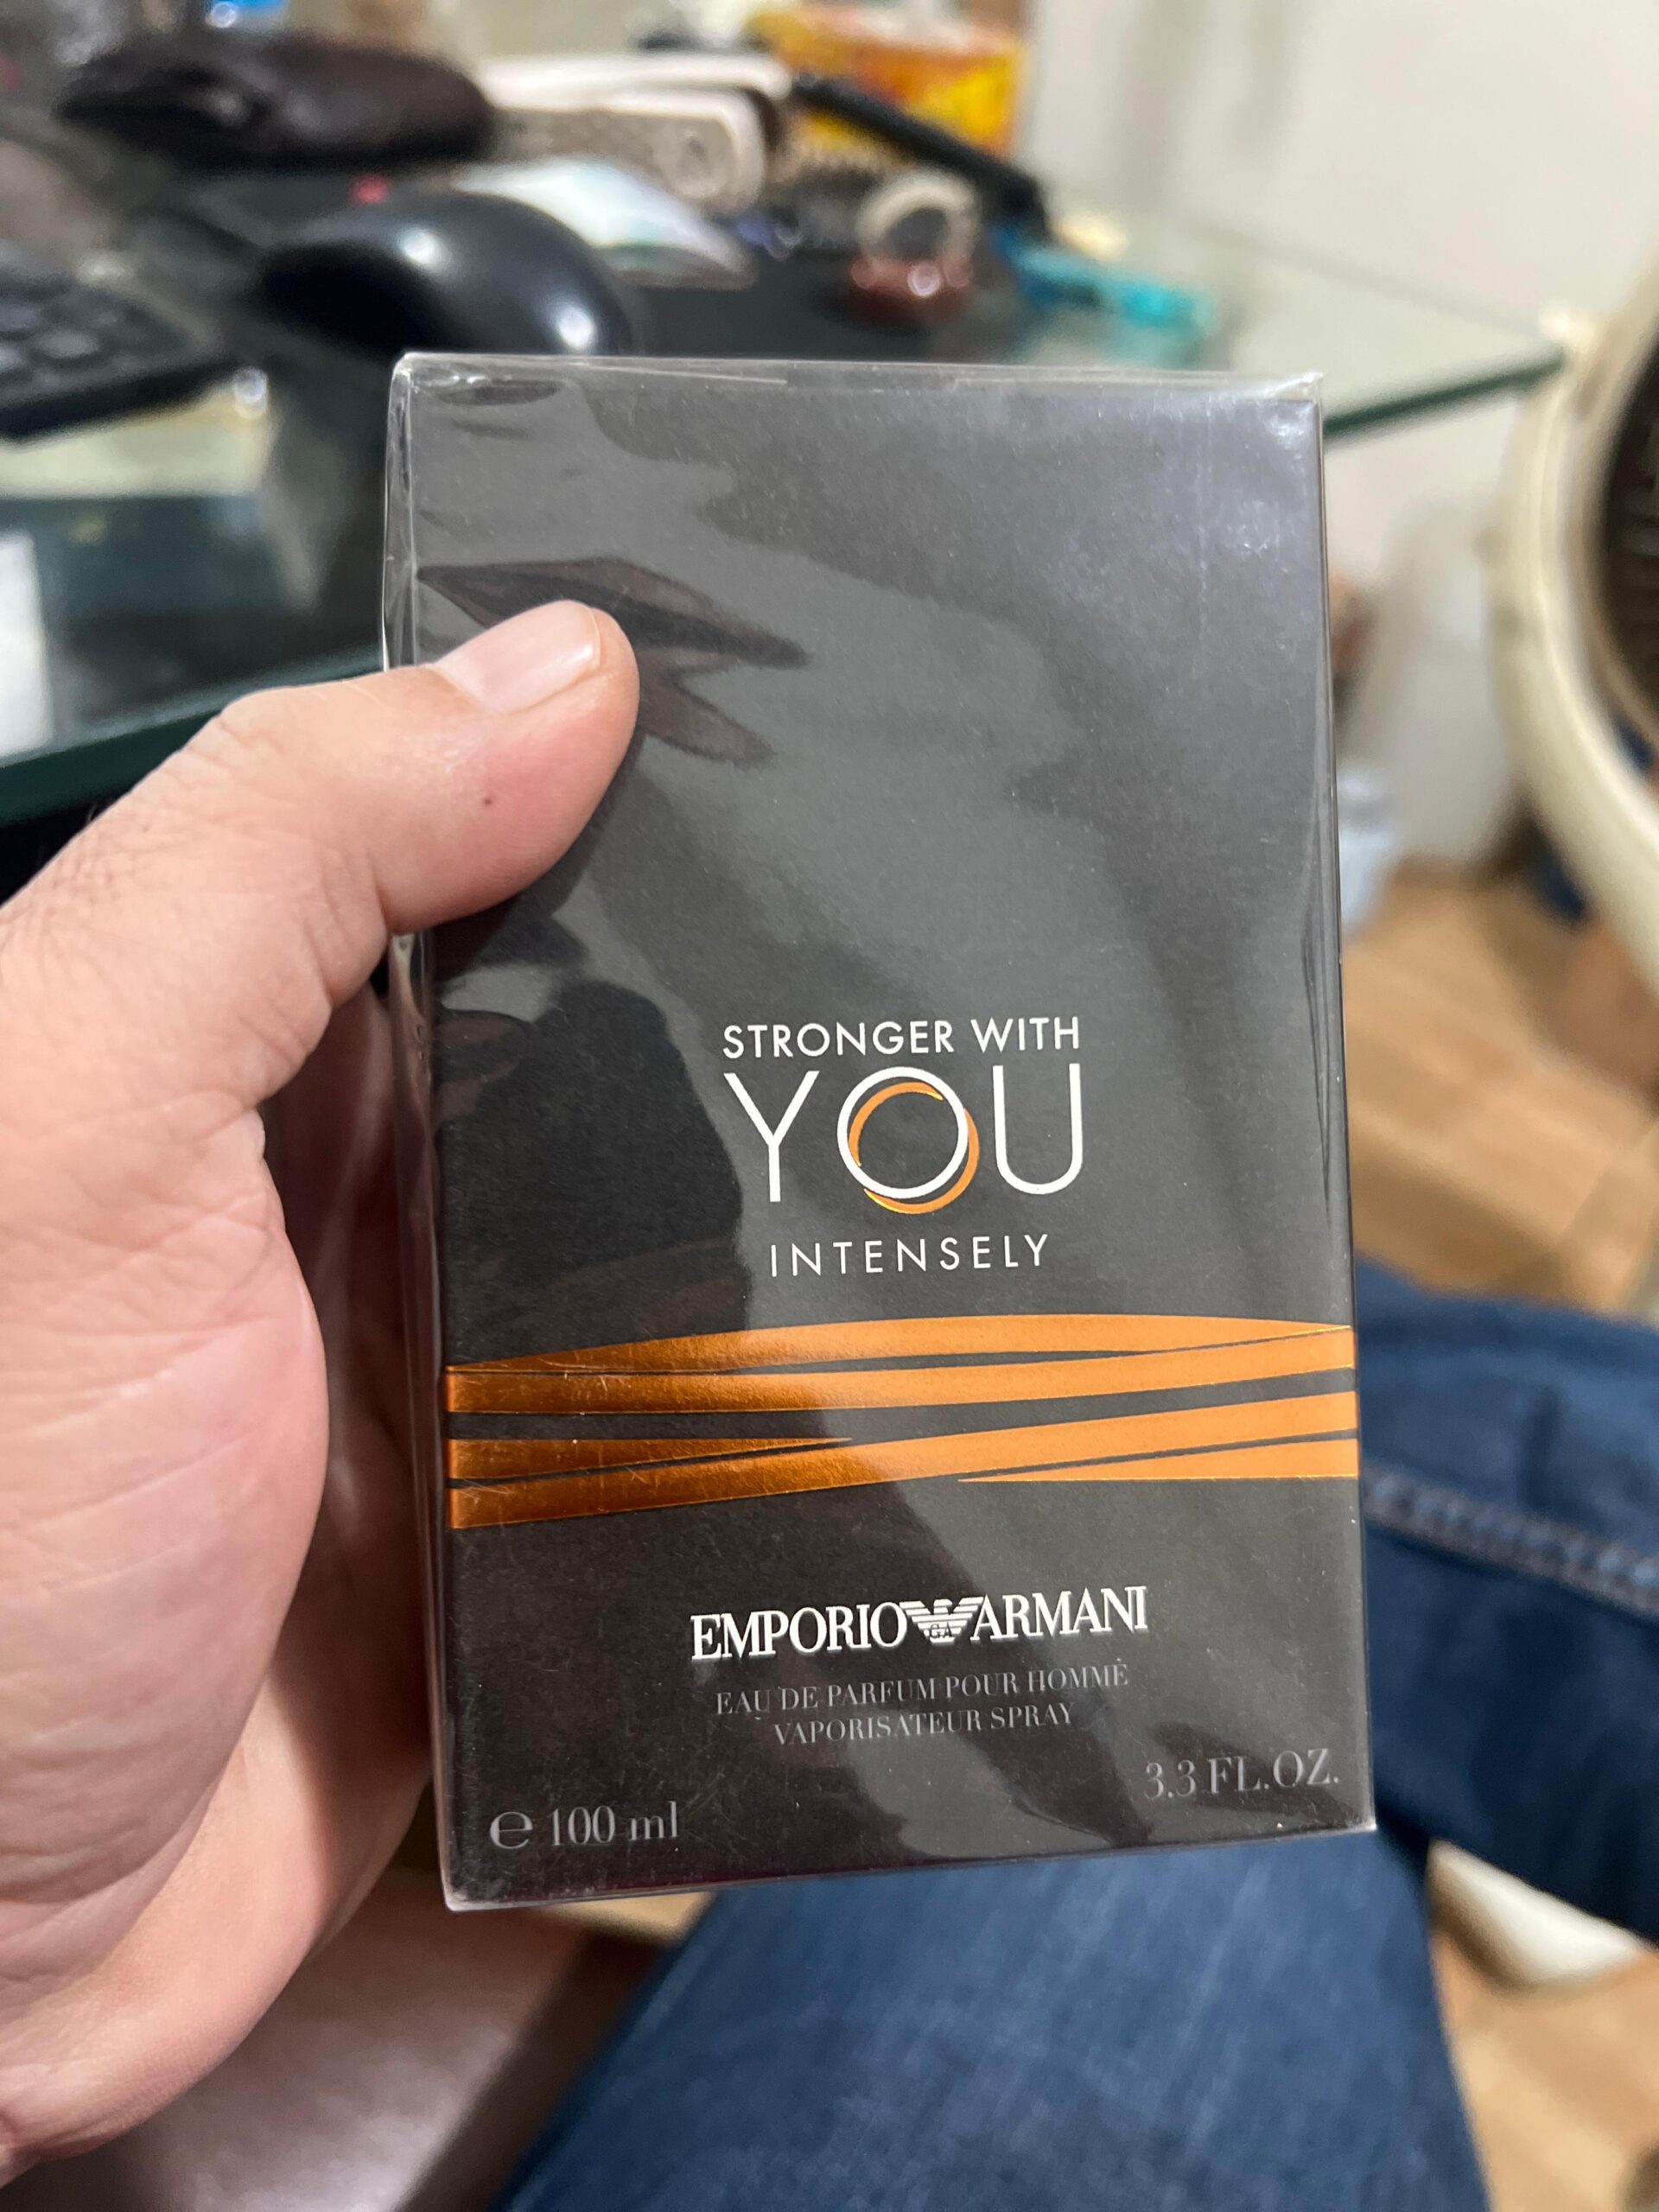 STRONGER WITH
YOU
INTENSELY
EMPORIO ARMANI
EAU DE PARFUM POUR HOMME
VAPORISATEUR SPRAY
3.3 FL.OZ.
e 100 ml